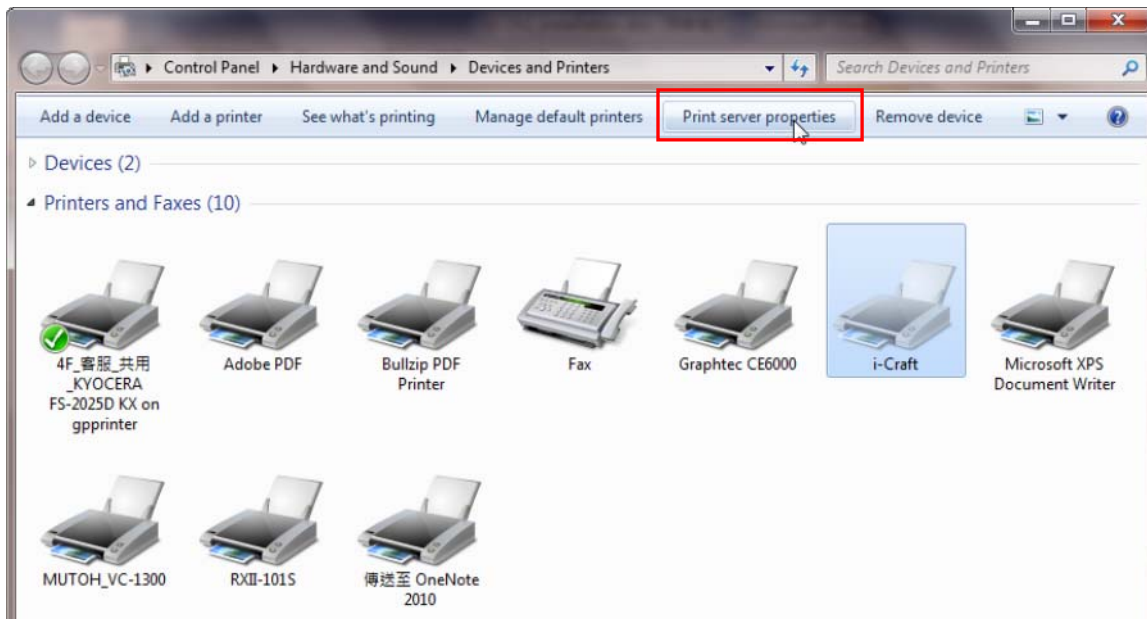 Control Panel Hardware and Sound Devices and Printers Search Devices and Printers
Add a device Add a printer See what's printing Manage default printers Print server properties Remove device
Devices (2)
Printers and Faxes (10)
4F_客服_共用
_KYOCERA
FS-2025D KX on
gpprinter
Adobe PDF
Bullzip PDF
Printer
Fax
Graphtec CE6000
i-Craft
Microsoft XPS
Document Writer
MUTOH_VC-1300
RXII-101S
傳送至 OneNote
2010